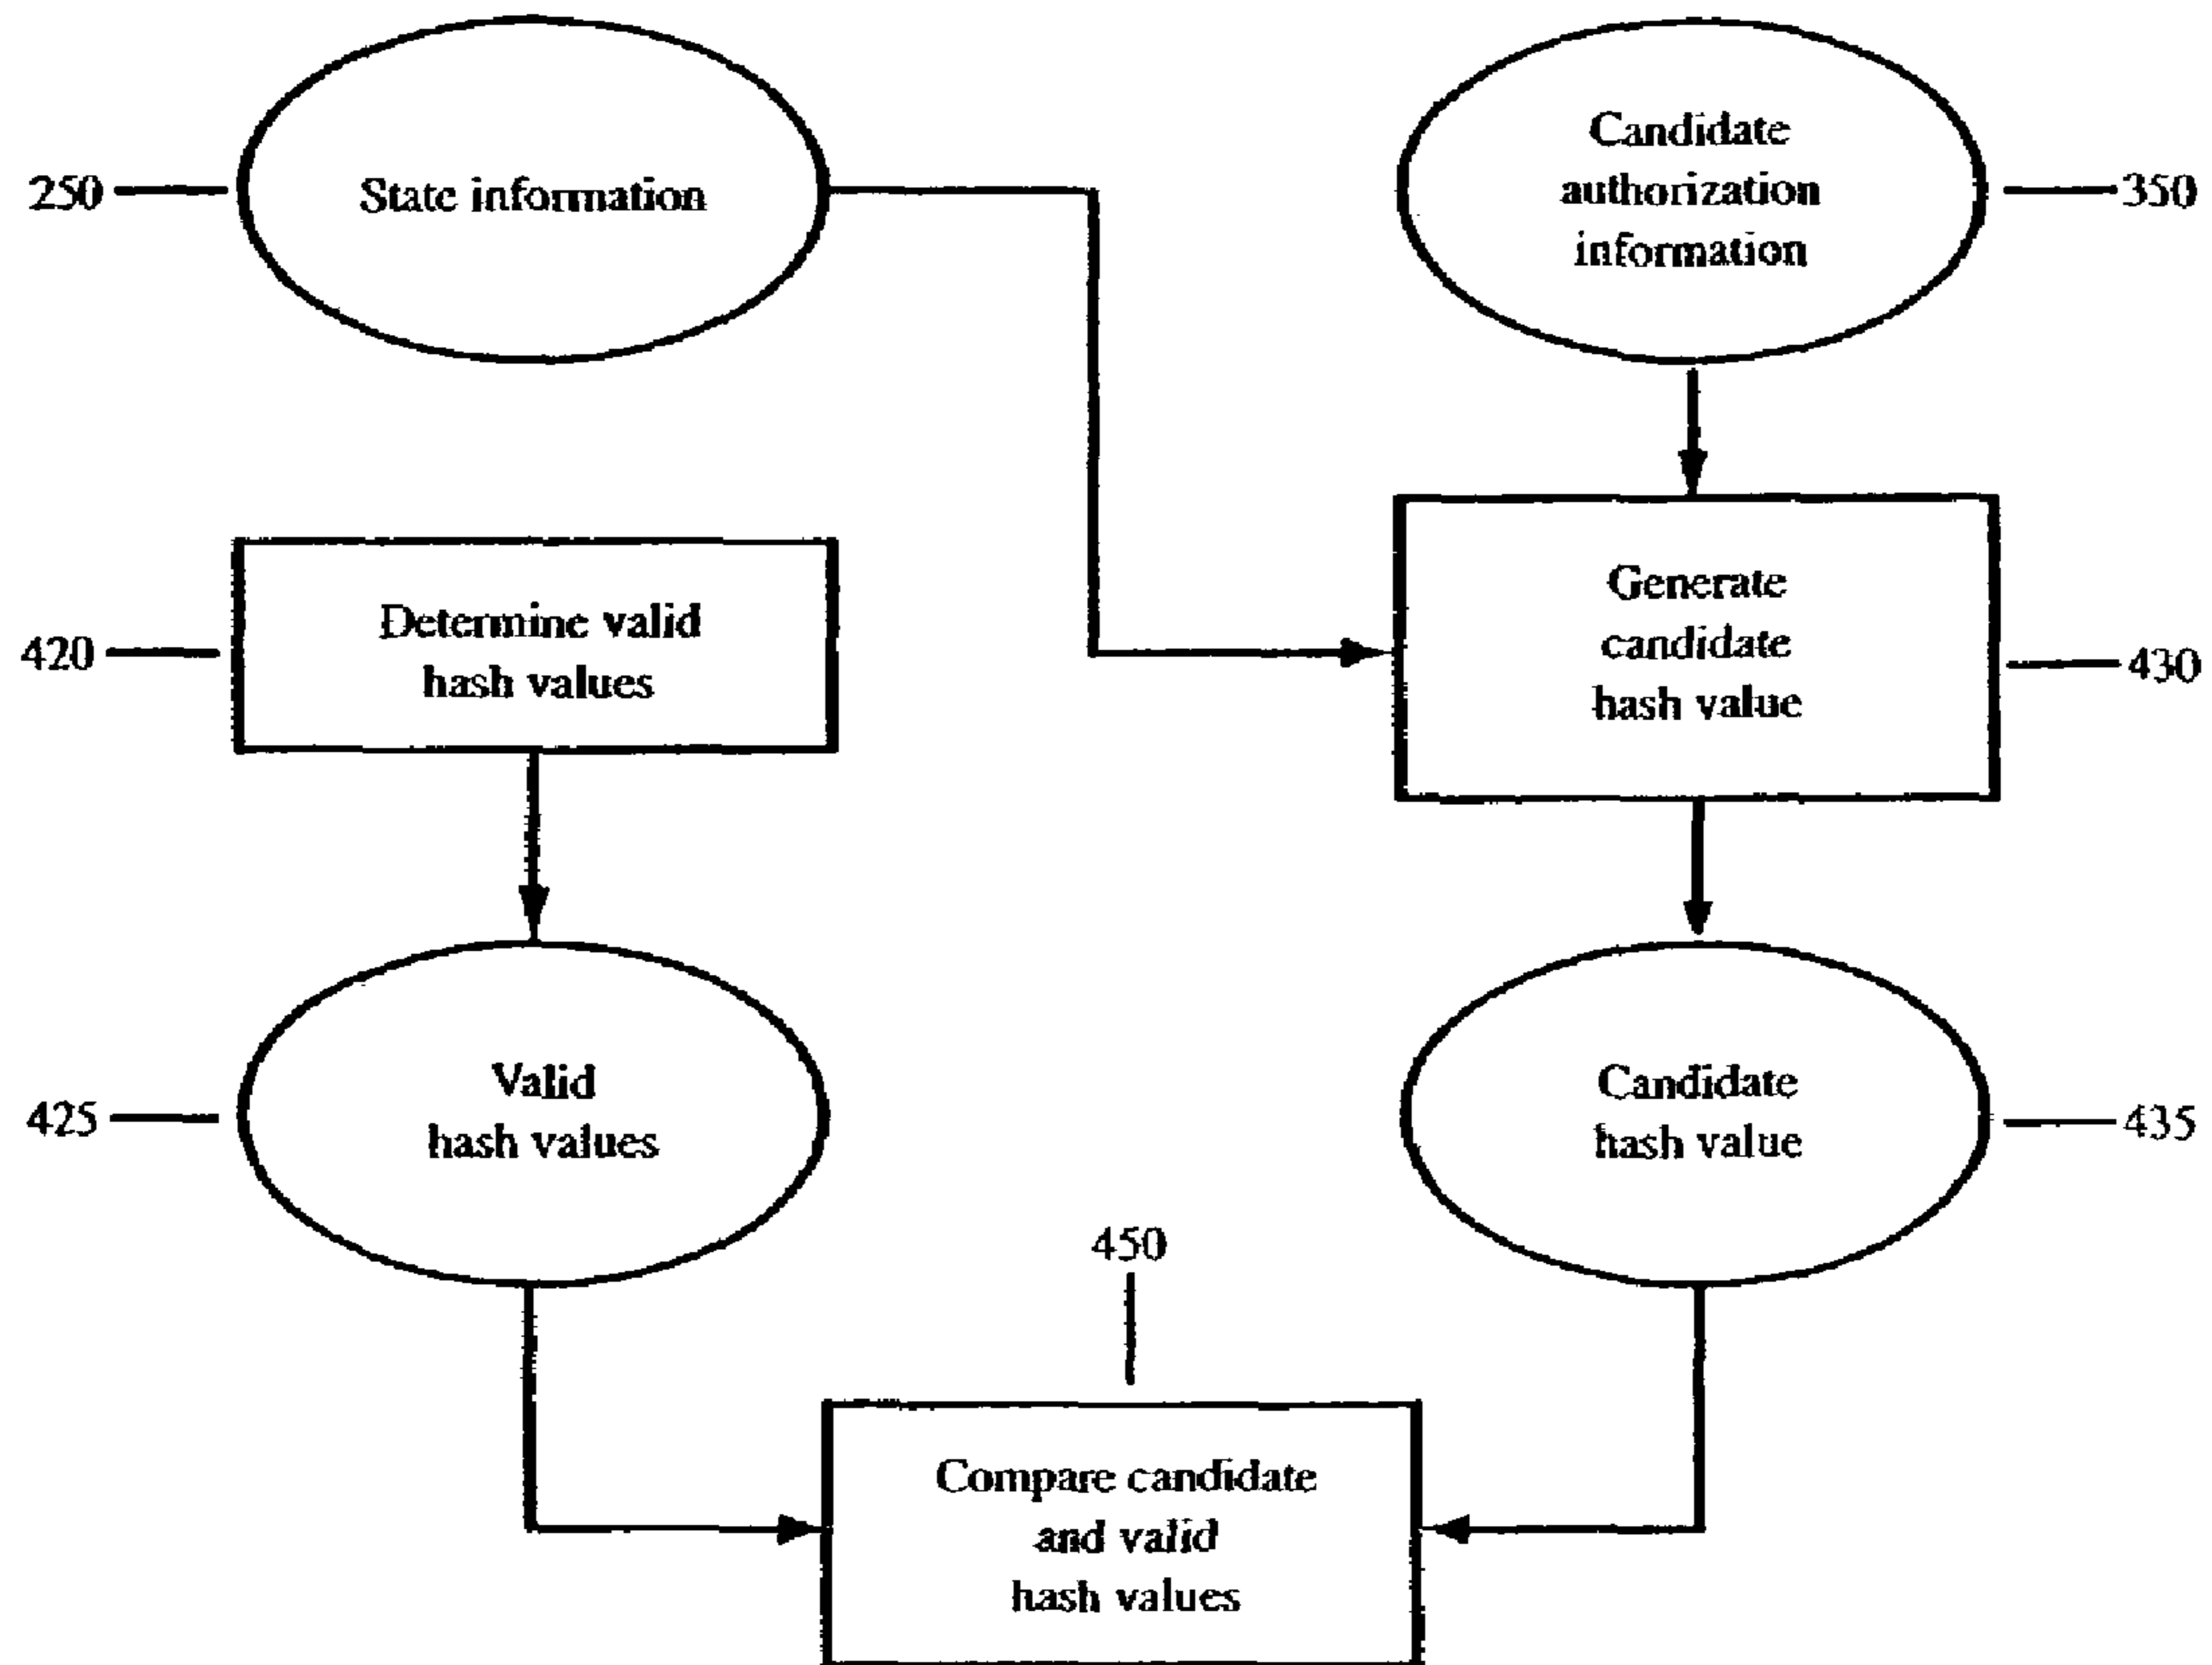 250
State information
Candidate
authorization
information
350
420
Determine valid
hash values
Generate
candidate
hash value
430
425
Valid
hash values
Candidate
hash value
435
450
Compare candidate
and valid
hash values